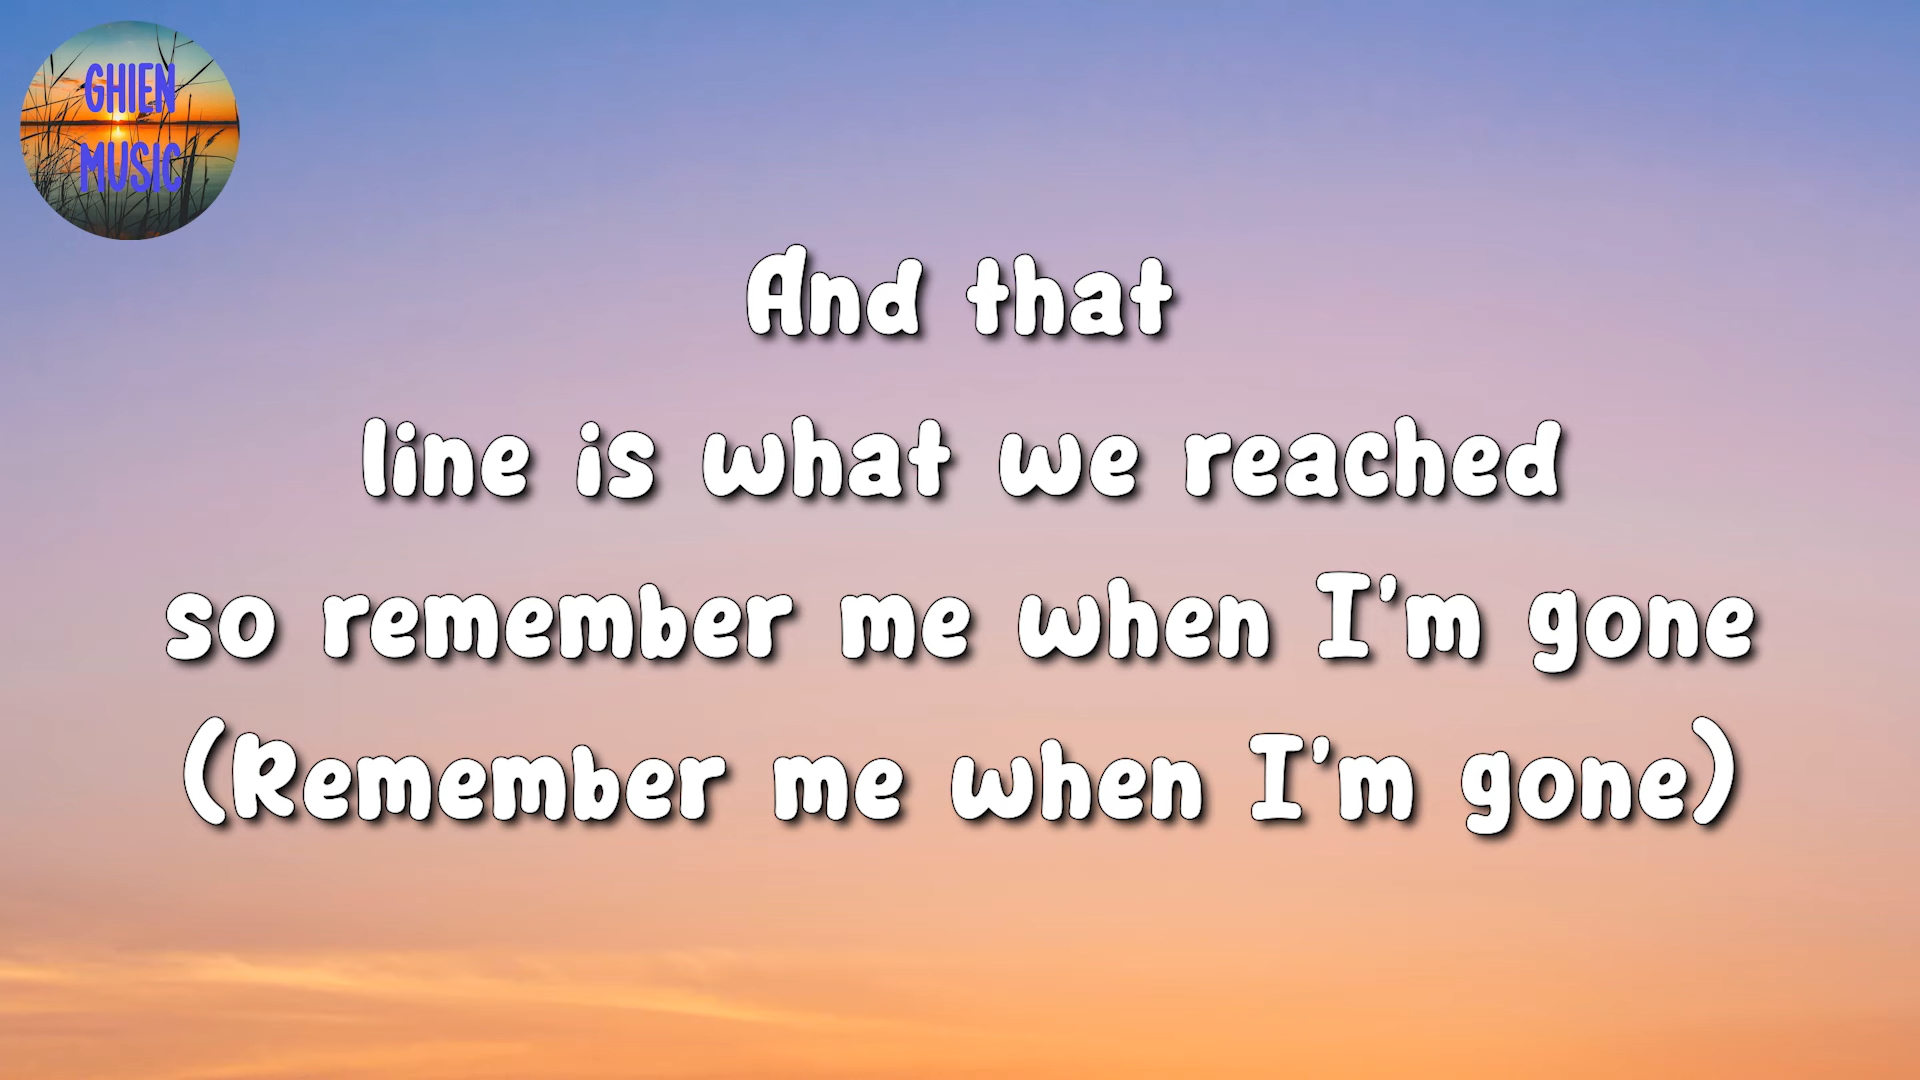 GHIEN
MUSIC
And that
line is what we reached
so remember me when I'm gone
(Remember me when I'm gone)